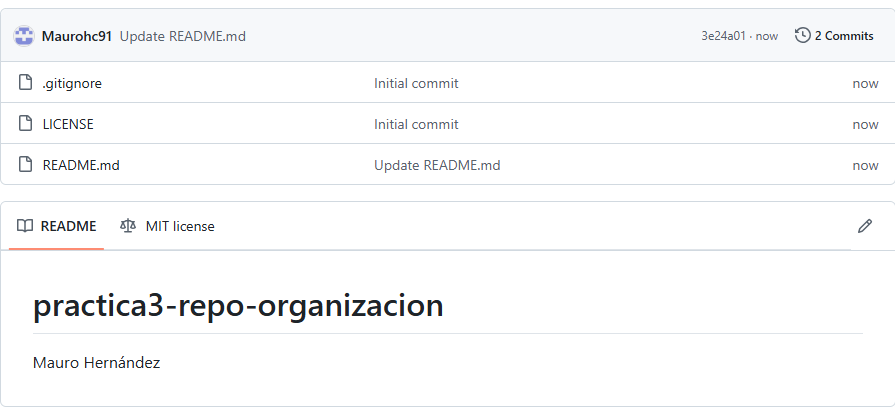 Maurohc91 Update README.md 3e24a01 · now 2 Commits
.gitignore Initial commit now
LICENSE Initial commit now
README.md Update README.md now
README MIT license
practica3-repo-organizacion
Mauro Hernández